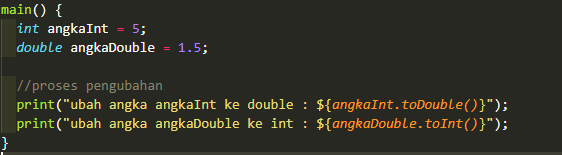 main() {
  int angkaInt = 5;
  double angkaDouble = 1.5;

  //proses pengubahan
  print("ubah angka angkaInt ke double : ${angkaInt.toDouble()}");
  print("ubah angka angkaDouble ke int : ${angkaDouble.toInt()}");
}